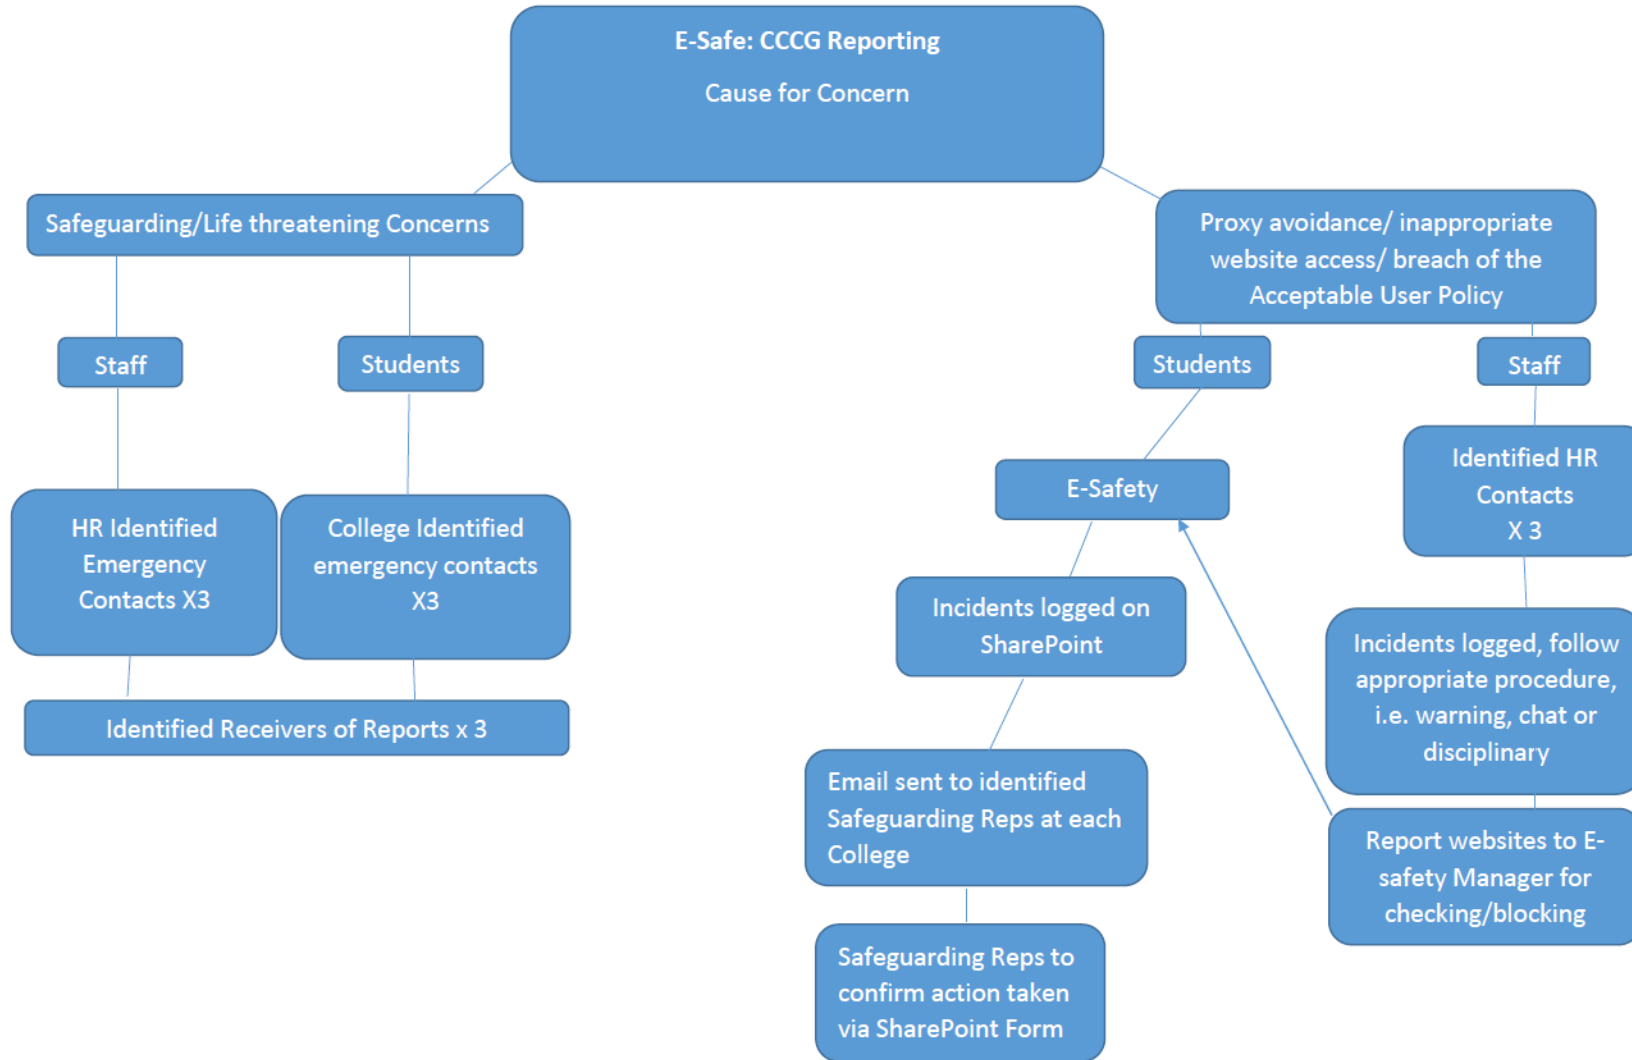 E-Safe: CCCG Reporting
Cause for Concern
Safeguarding/Life threatening Concerns
Proxy avoidance/ inappropriate
website access/ breach of the
Acceptable User Policy
Staff
Students
Students
Staff
HR Identified
Emergency
Contacts X3
College Identified
emergency contacts
X3
Identified Receivers of Reports x 3
E-Safety
Incidents logged on
SharePoint
Email sent to identified
Safeguarding Reps at each
College
Safeguarding Reps to
confirm action taken
via SharePoint Form
Identified HR
Contacts
X 3
Incidents logged, follow
appropriate procedure,
i.e. warning, chat or
disciplinary
Report websites to E-
safety Manager for
checking/blocking